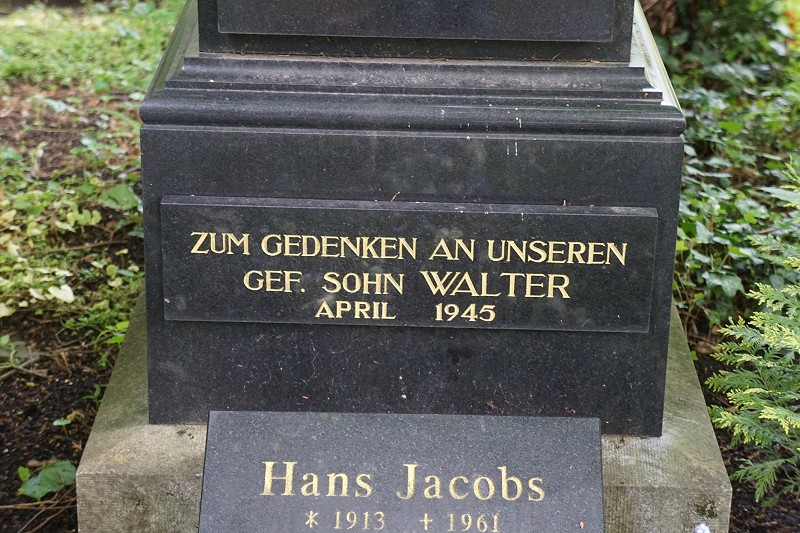 ZUM GEDENKEN AN UNSEREN
GEF. SOHN WALTER
APRIL 1945
Hans Jacobs
* 1913 + 1961